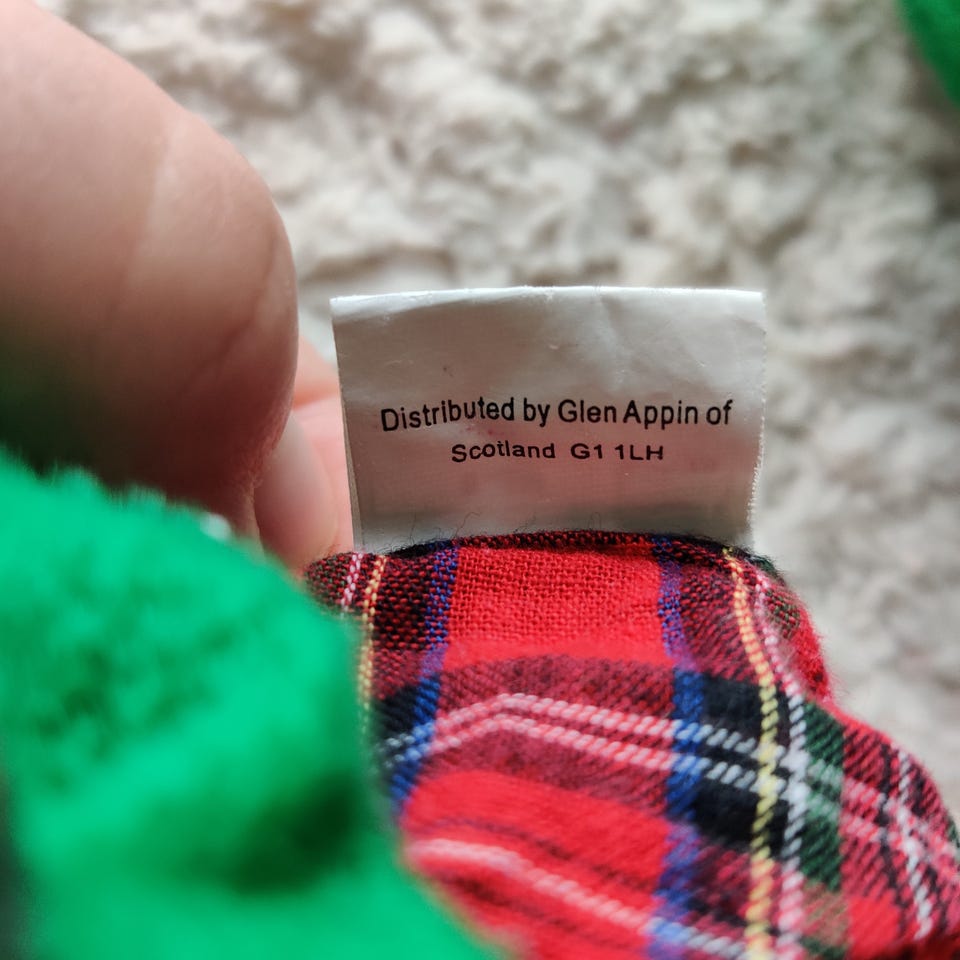 Distributed by Glen Appin of
Scotland G1 1LH